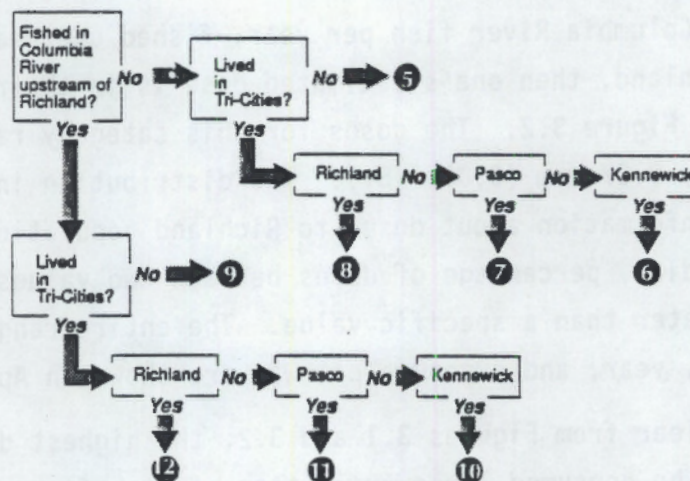 Fished in
Columbia
River
upstream of
Richland?
No
Lived
in
Tri-Cities?
No
5
Yes
Yes
Richland
No
Pasco
No
Kennewick
Yes
Yes
Yes
8
7
6
Lived
in
Tri-Cities?
No
9
Yes
Richland
No
Pasco
No
Kennewick
Yes
Yes
Yes
12
11
10